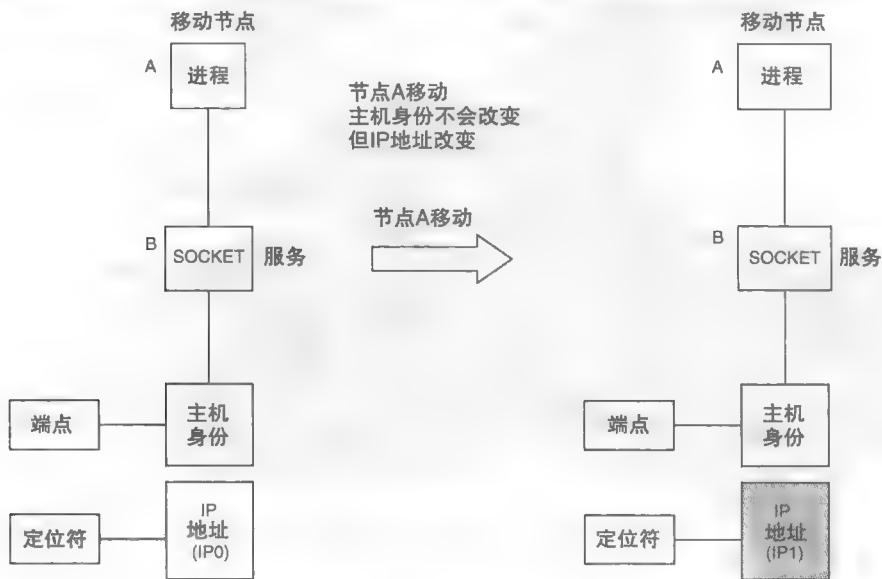 移动节点
A
进程
B
SOCKET
服务
端点
主机
身份
定位符
IP
地址
(IP0)
节点A移动
主机身份不会改变
但IP地址改变
节点A移动
移动节点
A
进程
B
SOCKET
服务
端点
主机
身份
定位符
IP
地址
(IP1)